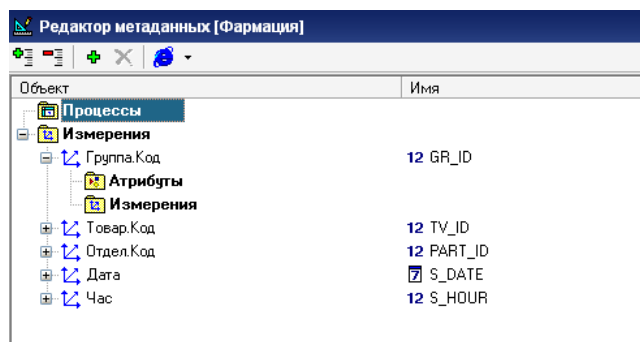 Редактор метаданных [Фармация]
Объект Имя
Процессы
Измерения
Группа.Код 12 GR_ID
Атрибуты
Измерения
Товар.Код 12 TV_ID
Отдел.Код 12 PART_ID
Дата 7 S_DATE
Час 12 S_HOUR